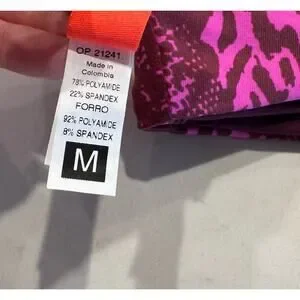 OP. 21241.
Made in
Colombia
78% POLYAMIDE
22% SPANDEX
FORRO
92% POLYAMIDE
8% SPANDEX
M